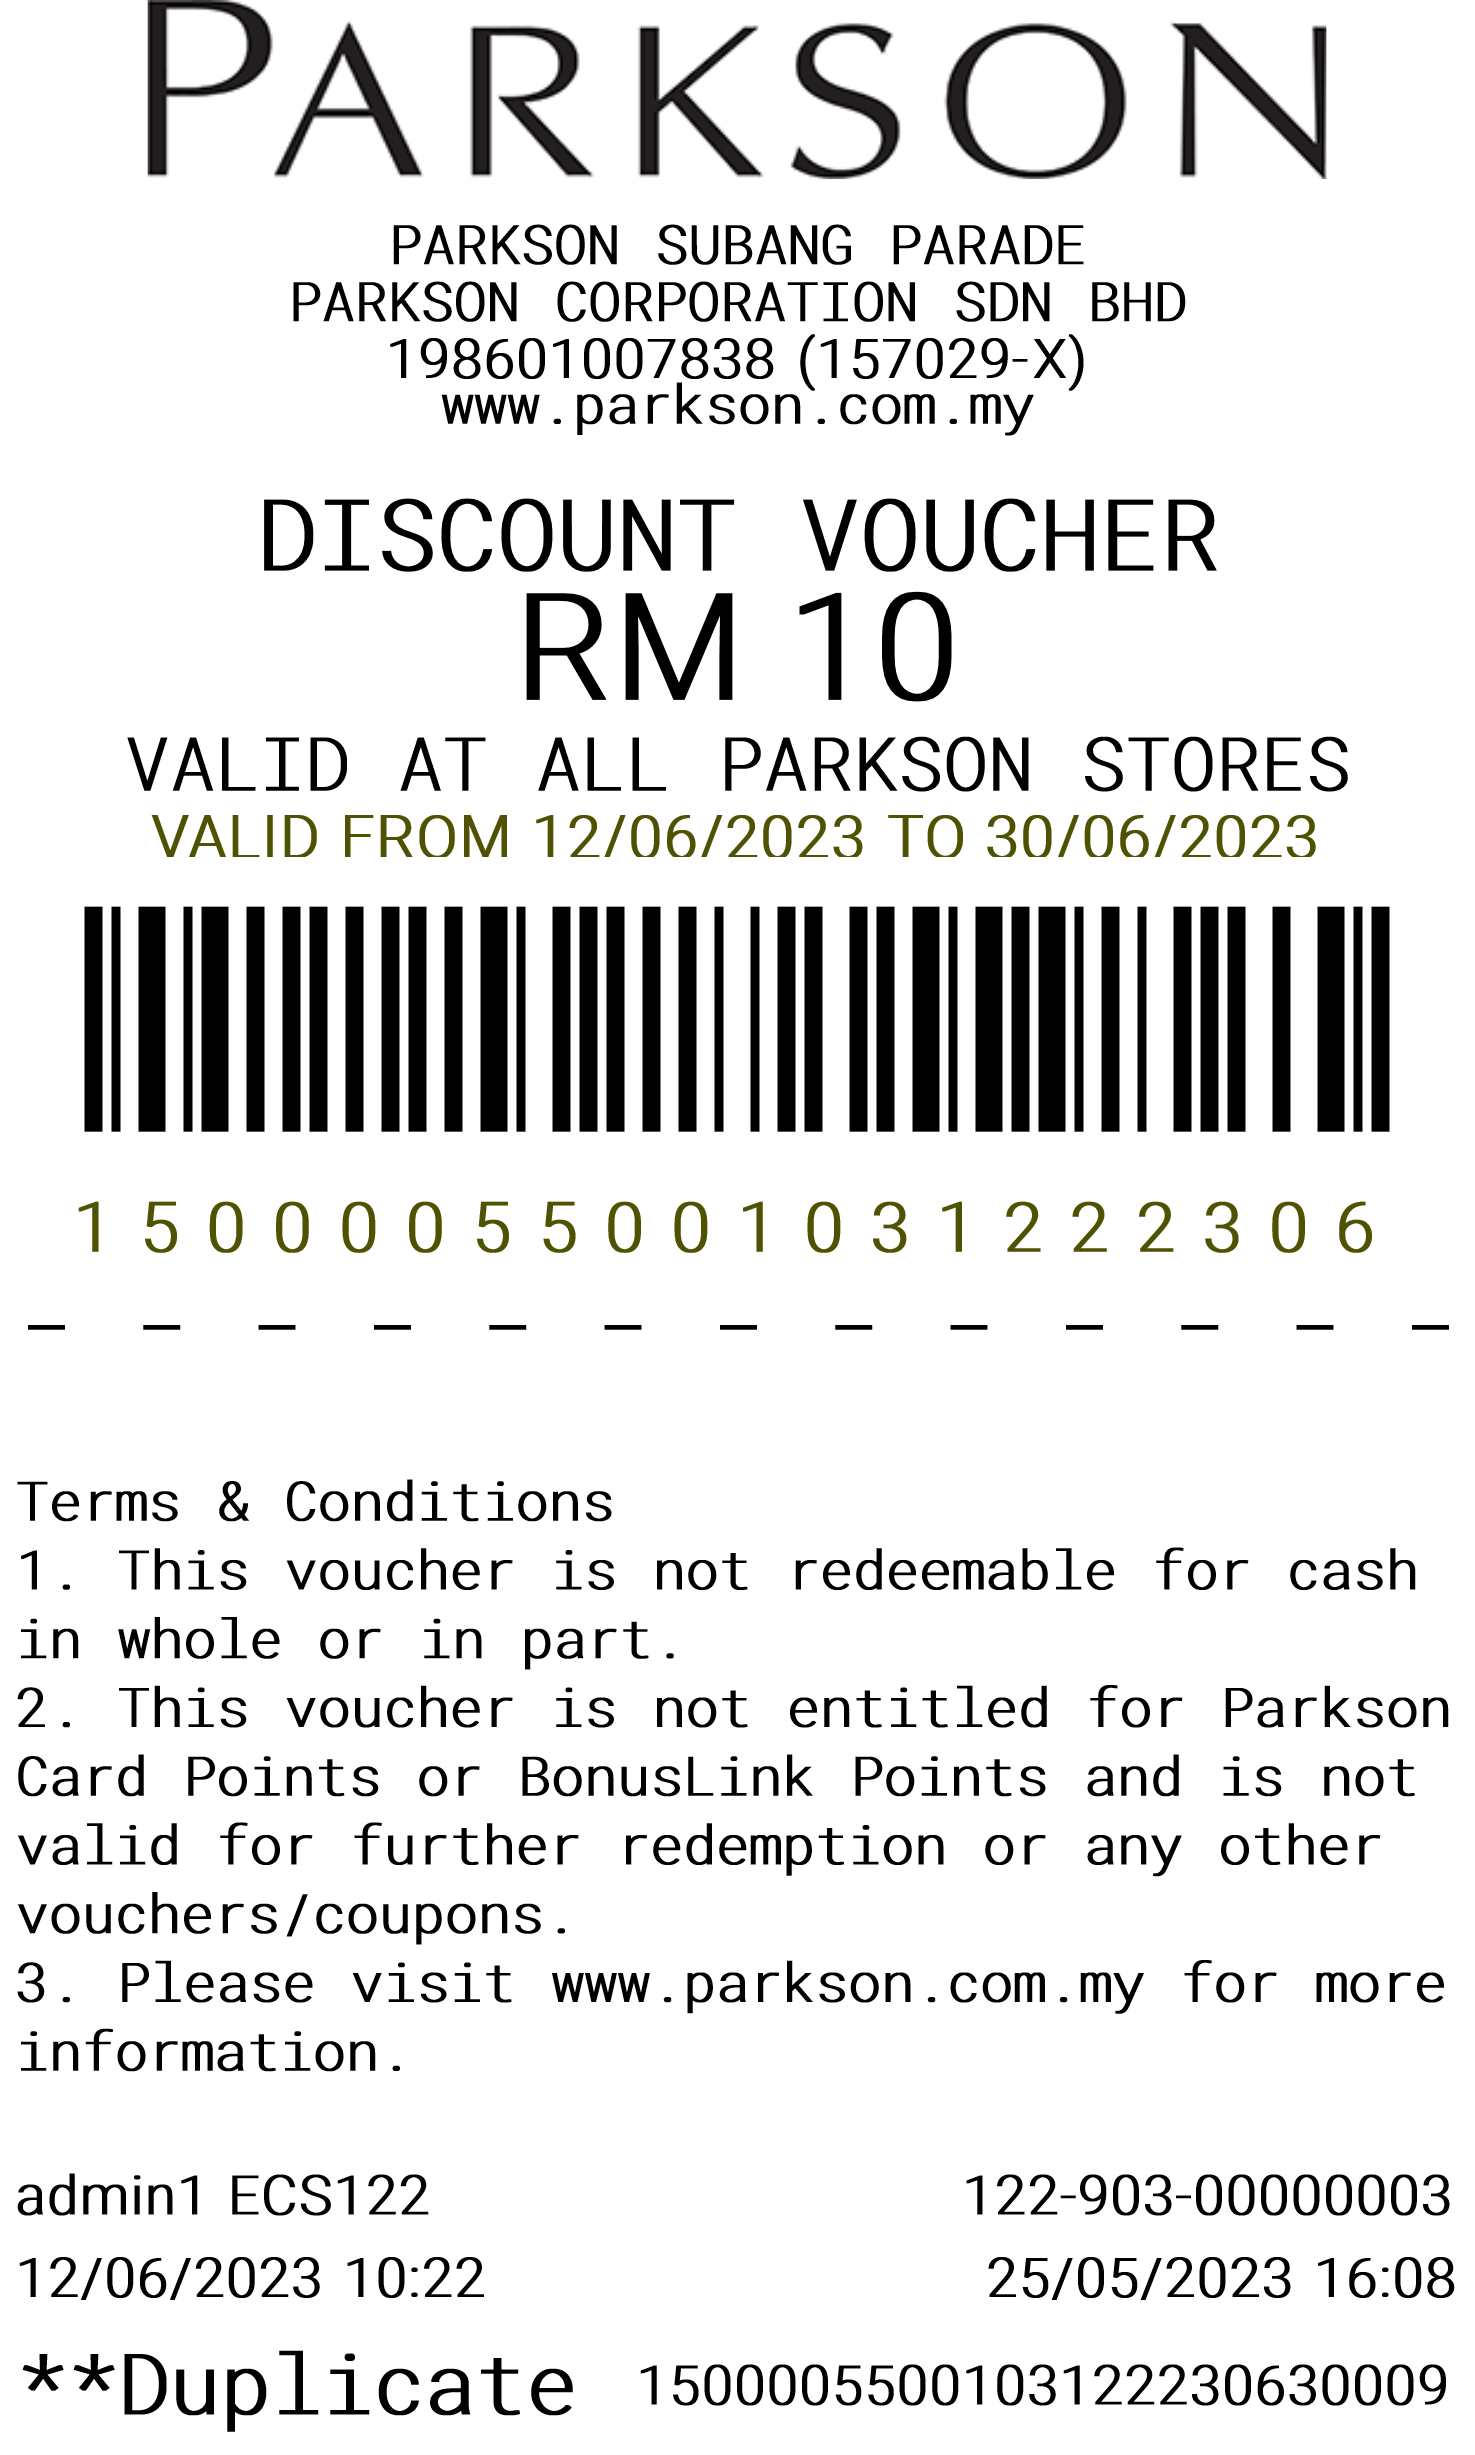 PARKSON
PARKSON SUBANG PARADE
PARKSON CORPORATION SDN BHD
198601007838 (157029-X)
www.parkson.com.my
DISCOUNT VOUCHER
RM 10
VALID AT ALL PARKSON STORES
VALID FROM 12/06/2023 TO 30/06/2023
1 5 0 0 0 0 5 5 0 0 1 0 3 1 2 2 2 3 0 6
- - - - - - - - - - - - -
Terms & Conditions
1. This voucher is not redeemable for cash
in whole or in part.
2. This voucher is not entitled for Parkson
Card Points or BonusLink Points and is not
valid for further redemption or any other
vouchers/coupons.
3. Please visit www.parkson.com.my for more
information.
admin1 ECS122 122-903-00000003
12/06/2023 10:22 25/05/2023 16:08
**Duplicate 1500005500103122230630009